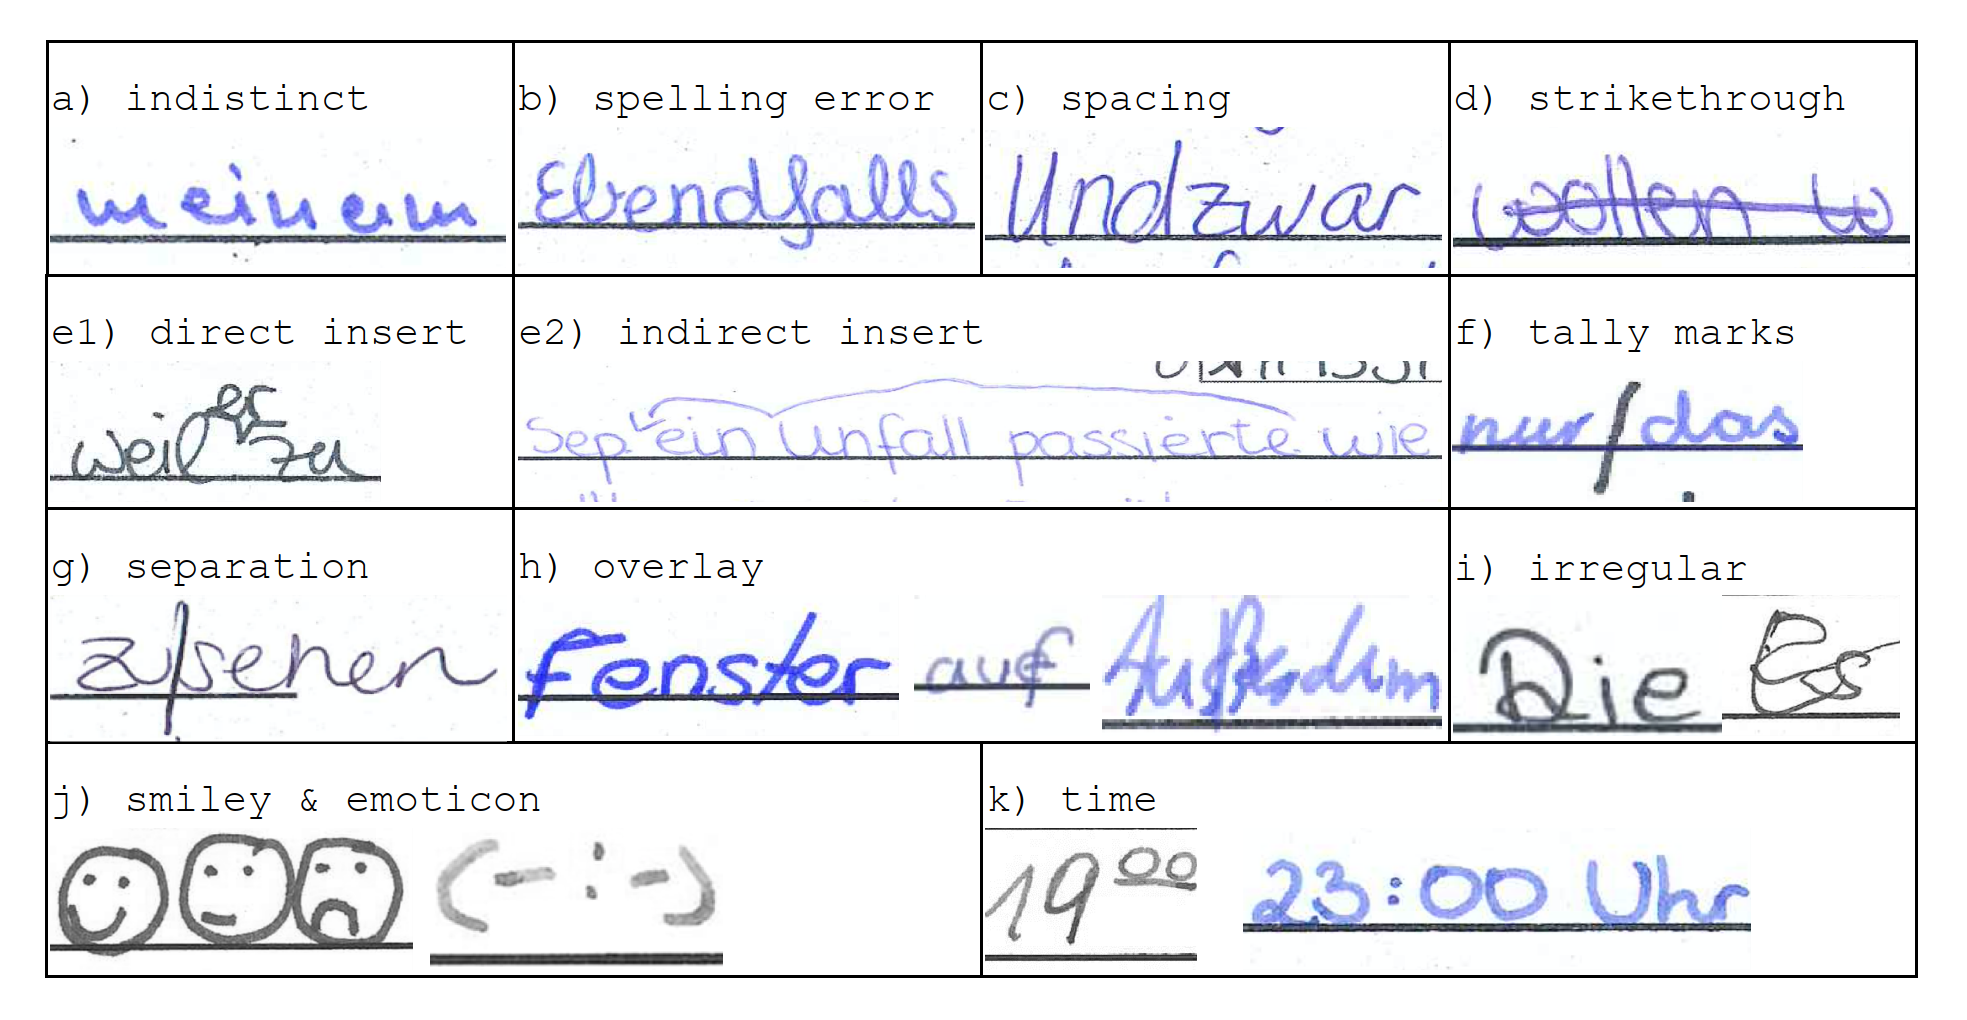 a) indistinct
meinem
b) spelling error
Ebendfalls
c) spacing
Undzwar
d) strikethrough
wollen w
e1) direct insert
weil er zu
e2) indirect insert
Sep. ein Unfall passierte wie
f) tally marks
nur/das
g) separation
zu/sehen
h) overlay
Fenster auf Außerdem
i) irregular
Die Es
j) smiley & emoticon
(- : -)
k) time
19 00 23:00 Uhr